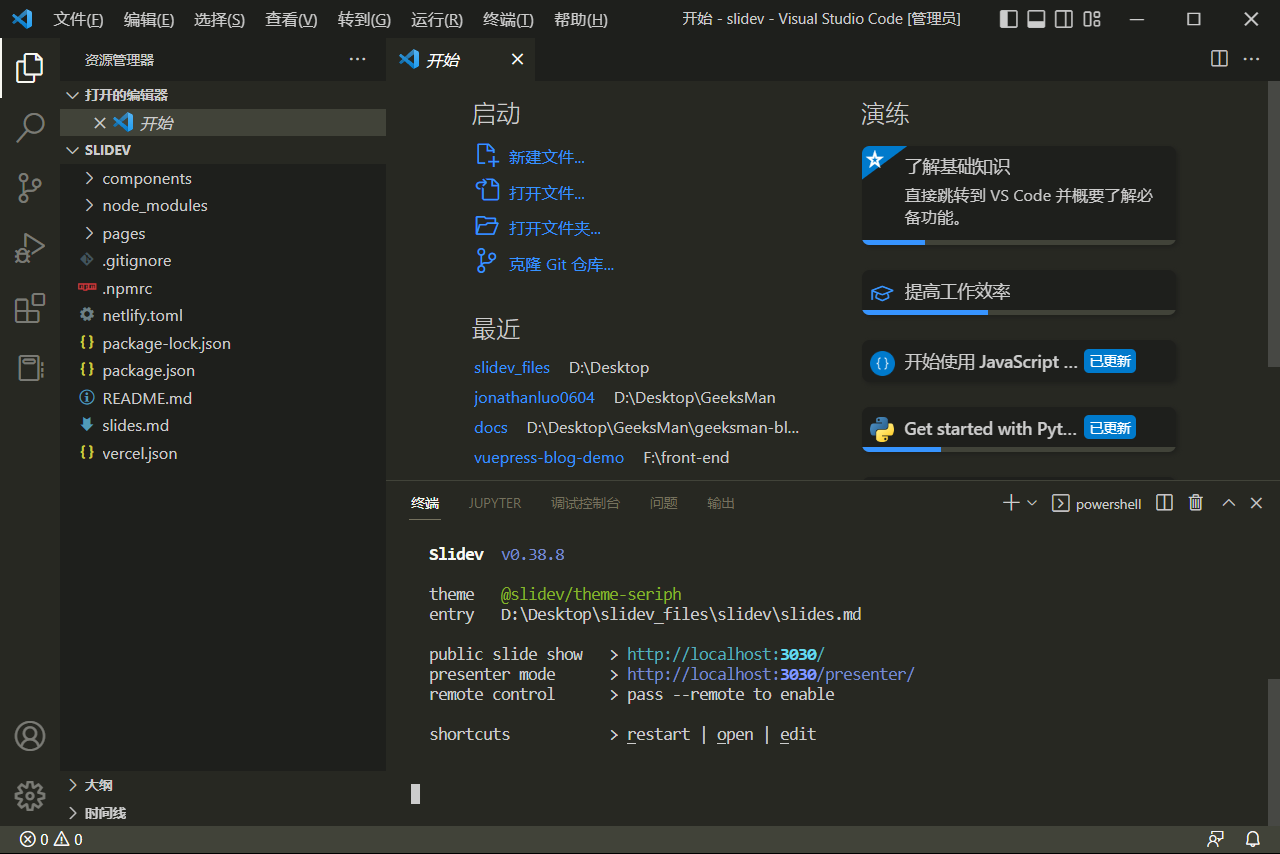 文件(F) 编辑(E) 选择(S) 查看(V) 转到(G) 运行(R) 终端(T) 帮助(H) 开始 - slidev - Visual Studio Code [管理员]
资源管理器
打开的编辑器
开始
SLIDEV
components
node_modules
pages
.gitignore
npm
.npmrc
netlify.toml
package-lock.json
package.json
README.md
slides.md
vercel.json
大纲
时间线
开始
启动
新建文件...
打开文件...
打开文件夹...
克隆 Git 仓库...
最近
slidev_files D:\Desktop
jonathanluo0604 D:\Desktop\GeeksMan
docs D:\Desktop\GeeksMan\geeksman-bl...
vuepress-blog-demo F:\front-end
演练
了解基础知识
直接跳转到 VS Code 并概要了解必
备功能。
提高工作效率
开始使用 JavaScript ... 已更新
Get started with Pyt... 已更新
终端 JUPYTER 调试控制台 问题 输出 powershell
Slidev v0.38.8
theme @slidev/theme-seriph
entry D:\Desktop\slidev_files\slidev\slides.md
public slide show > http://localhost:3030/
presenter mode > http://localhost:3030/presenter/
remote control > pass --remote to enable
shortcuts > restart | open | edit
0 0